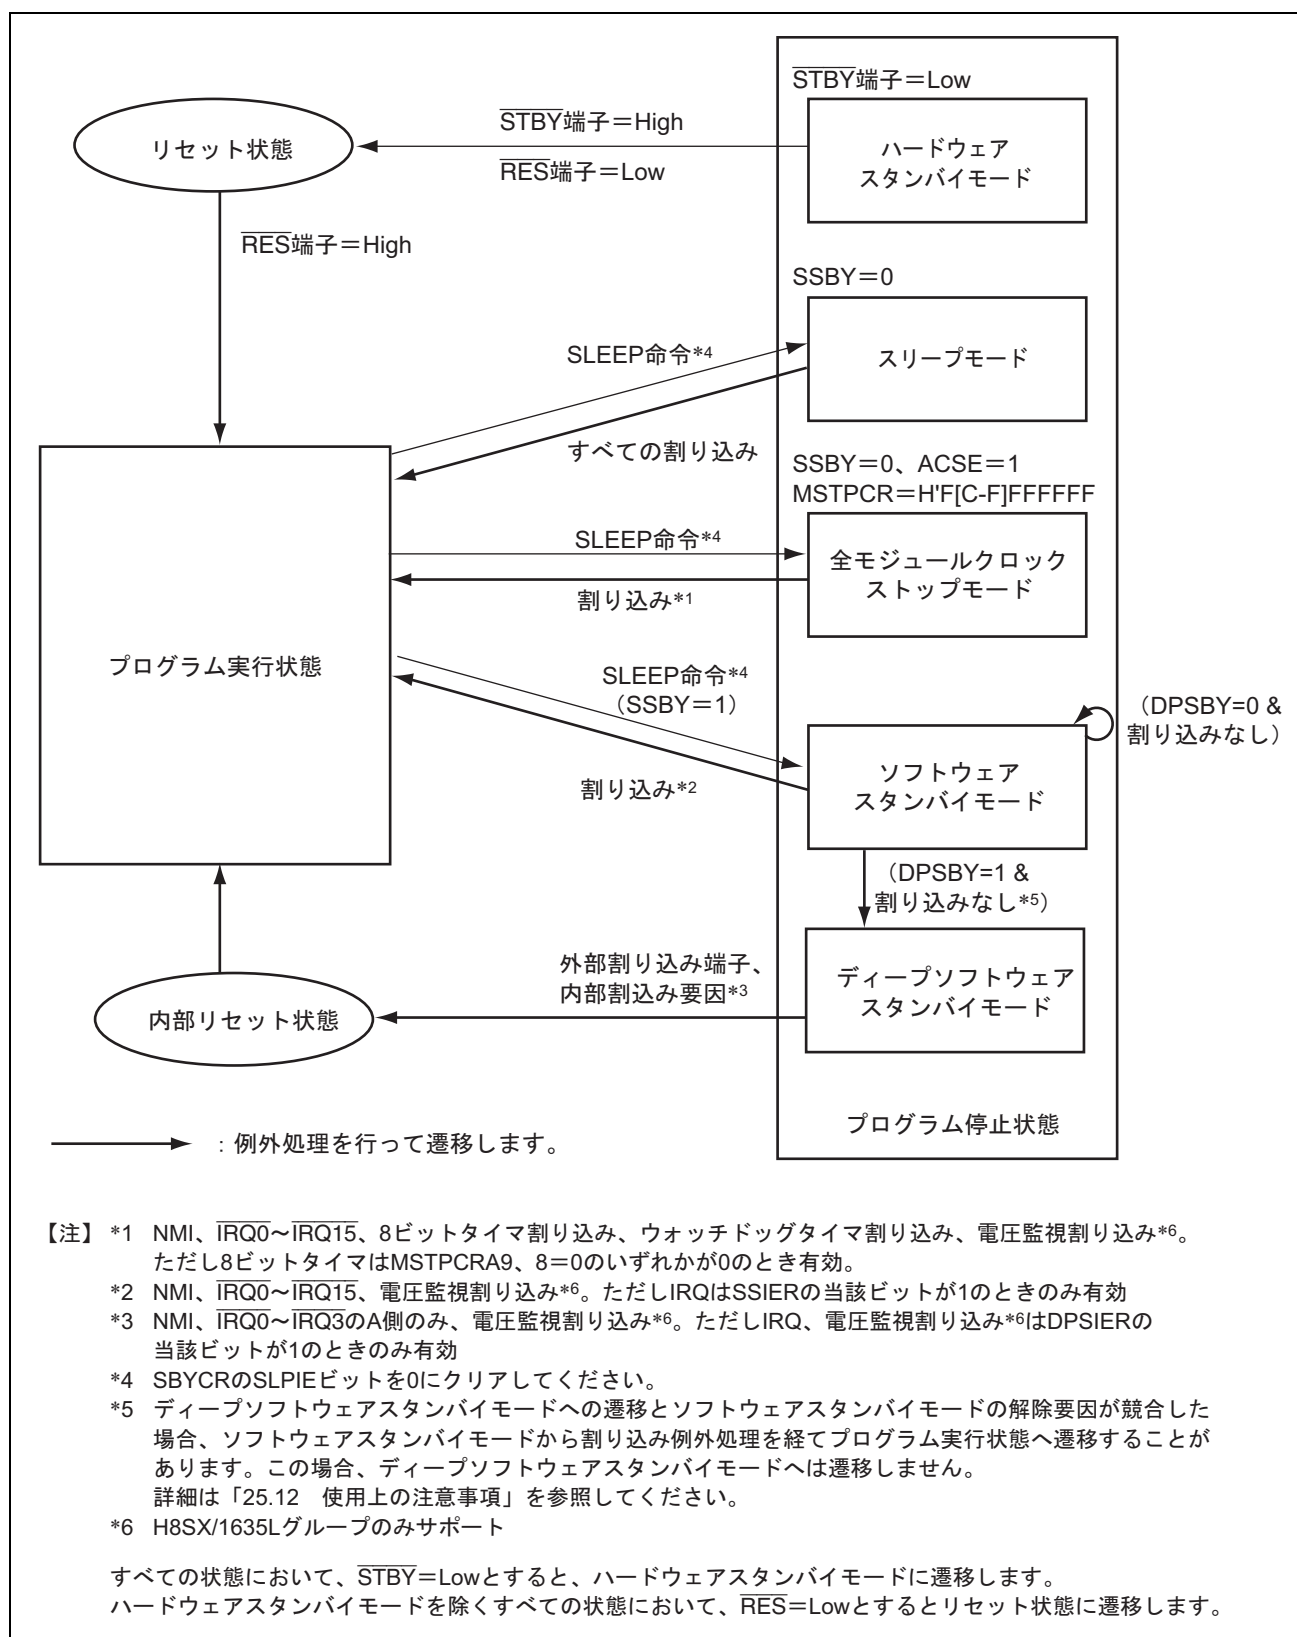 S̅T̅B̅Y̅端子＝Low
リセット状態
S̅T̅B̅Y̅端子＝High
R̅E̅S̅端子＝Low
ハードウェア
スタンバイモード
R̅E̅S̅端子＝High
SSBY＝0
SLEEP命令*4
スリープモード
すべての割り込み
SSBY＝0、ACSE＝1
MSTPCR＝H'F[C-F]FFFFFF
SLEEP命令*4
全モジュールクロック
ストップモード
割り込み*1
プログラム実行状態
SLEEP命令*4
（SSBY＝1）
（DPSBY=0 &
割り込みなし）
ソフトウェア
スタンバイモード
割り込み*2
（DPSBY=1 &
割り込みなし*5）
外部割り込み端子、
内部割込み要因*3
ディープソフトウェア
スタンバイモード
内部リセット状態
プログラム停止状態
：例外処理を行って遷移します。
【注】 *1 NMI、I̅R̅Q̅0̅～I̅R̅Q̅1̅5̅、8ビットタイマ割り込み、ウォッチドッグタイマ割り込み、電圧監視割り込み*6。
ただし8ビットタイマはMSTPCRA9、8＝0のいずれかが0のとき有効。
*2 NMI、I̅R̅Q̅0̅～I̅R̅Q̅1̅5̅、電圧監視割り込み*6。ただしIRQはSSIERの当該ビットが1のときのみ有効
*3 NMI、I̅R̅Q̅0̅～I̅R̅Q̅3̅のA側のみ、電圧監視割り込み*6。ただしIRQ、電圧監視割り込み*6はDPSIERの
当該ビットが1のときのみ有効
*4 SBYCRのSLPIEビットを0にクリアしてください。
*5 ディープソフトウェアスタンバイモードへの遷移とソフトウェアスタンバイモードの解除要因が競合した
場合、ソフトウェアスタンバイモードから割り込み例外処理を経てプログラム実行状態へ遷移することが
あります。この場合、ディープソフトウェアスタンバイモードへは遷移しません。
詳細は「25.12　使用上の注意事項」を参照してください。
*6 H8SX/1635Lグループのみサポート
すべての状態において、S̅T̅B̅Y̅＝Lowとすると、ハードウェアスタンバイモードに遷移します。
ハードウェアスタンバイモードを除くすべての状態において、R̅E̅S̅＝Lowとするとリセット状態に遷移します。